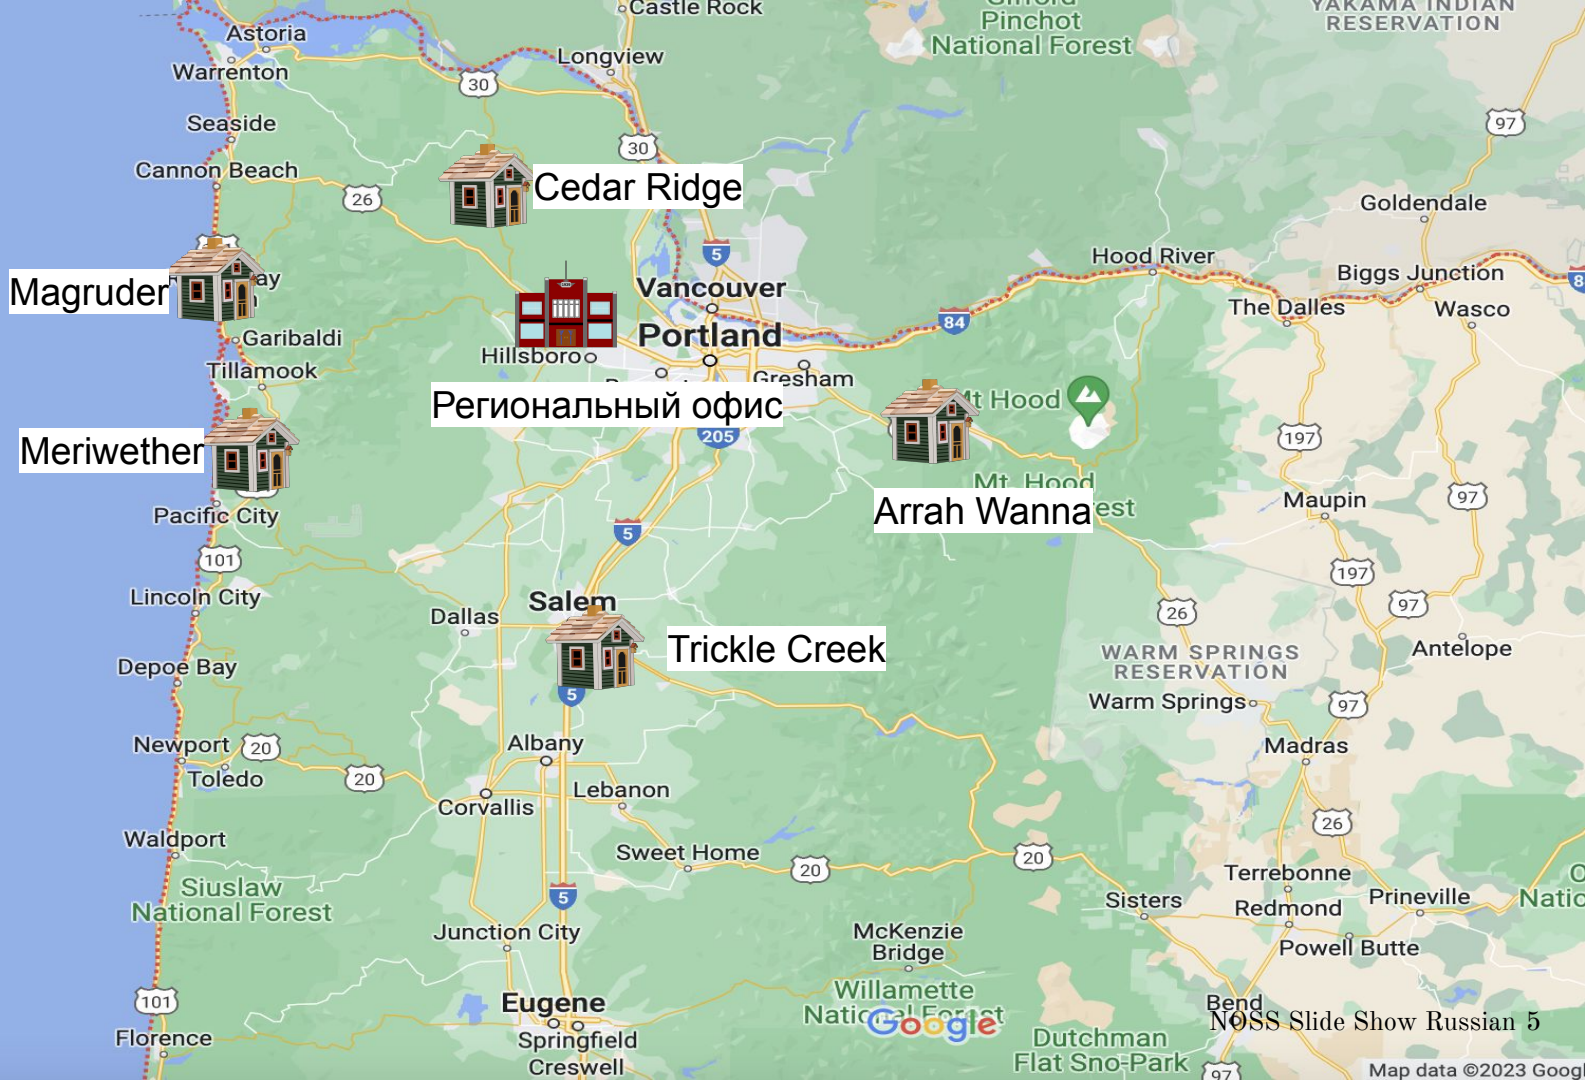 Castle Rock
Gifford
Pinchot
National Forest
YAKAMA INDIAN
RESERVATION
Astoria
Warrenton
Longview
30
Seaside
97
30
Cannon Beach
26
Cedar Ridge
Goldendale
5
Hood River
Biggs Junction
Magruder
Vancouver
The Dalles
Wasco
84
Garibaldi
Portland
Hillsboro
Tillamook
Gresham
Региональный офис
Mt Hood
205
197
Meriwether
Mt. Hood
Maupin
97
Pacific City
Arrah Wanna
5
101
197
Lincoln City
Salem
97
26
Dallas
Trickle Creek
Antelope
WARM SPRINGS
RESERVATION
Depoe Bay
5
Warm Springs
97
Newport
20
Albany
Madras
Toledo
20
Lebanon
Corvallis
26
Waldport
Sweet Home
20
20
Terrebonne
Siuslaw
National Forest
5
Sisters
Redmond
Prineville
Junction City
McKenzie
Bridge
Powell Butte
Willamette
National Forest
101
Eugene
Google
Bend
NOSS Slide Show Russian 5
6
Florence
Springfield
Dutchman
Flat Sno-Park
Creswell
97
Map data ©2023 Googl